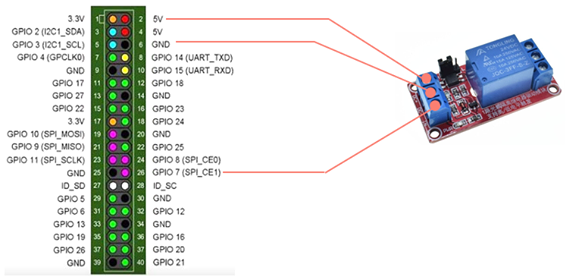 3.3V 1 2 5V
GPIO 2 (I2C1_SDA) 3 4 5V
GPIO 3 (I2C1_SCL) 5 6 GND
GPIO 4 (GPCLK0) 7 8 GPIO 14 (UART_TXD)
GND 9 10 GPIO 15 (UART_RXD)
GPIO 17 11 12 GPIO 18
GPIO 27 13 14 GND
GPIO 22 15 16 GPIO 23
3.3V 17 18 GPIO 24
GPIO 10 (SPI_MOSI) 19 20 GND
GPIO 9 (SPI_MISO) 21 22 GPIO 25
GPIO 11 (SPI_SCLK) 23 24 GPIO 8 (SPI_CE0)
GND 25 26 GPIO 7 (SPI_CE1)
ID_SD 27 28 ID_SC
GPIO 5 29 30 GND
GPIO 6 31 32 GPIO 12
GPIO 13 33 34 GND
GPIO 19 35 36 GPIO 16
GPIO 26 37 38 GPIO 20
GND 39 40 GPIO 21
TONGLING